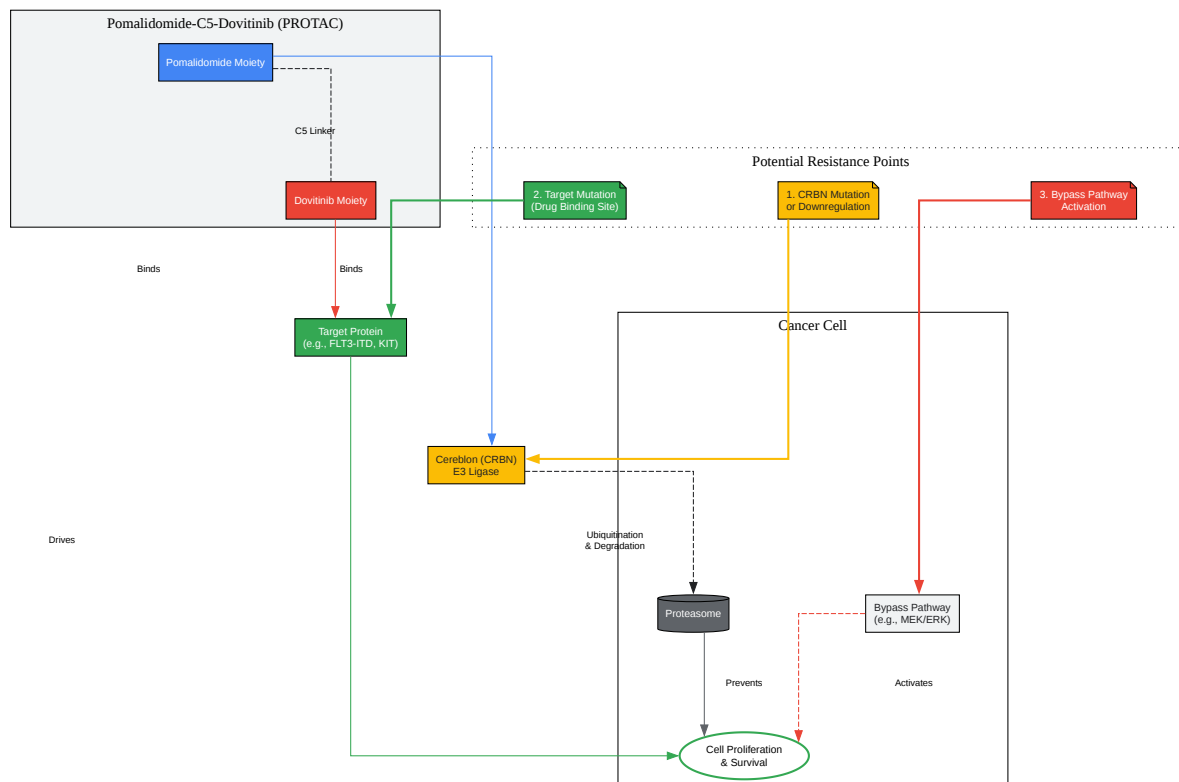 Pomalidomide-C5-Dovitinib (PROTAC)
Pomalidomide Moiety
C5 Linker
Dovitinib Moiety
Potential Resistance Points
2. Target Mutation
(Drug Binding Site)
1. CRBN Mutation
or Downregulation
3. Bypass Pathway
Activation
Binds
Binds
Target Protein
(e.g., FLT3-ITD, KIT)
Cancer Cell
Cereblon (CRBN)
E3 Ligase
Drives
Ubiquitination
& Degradation
Proteasome
Bypass Pathway
(e.g., MEK/ERK)
Prevents
Activates
Cell Proliferation
& Survival